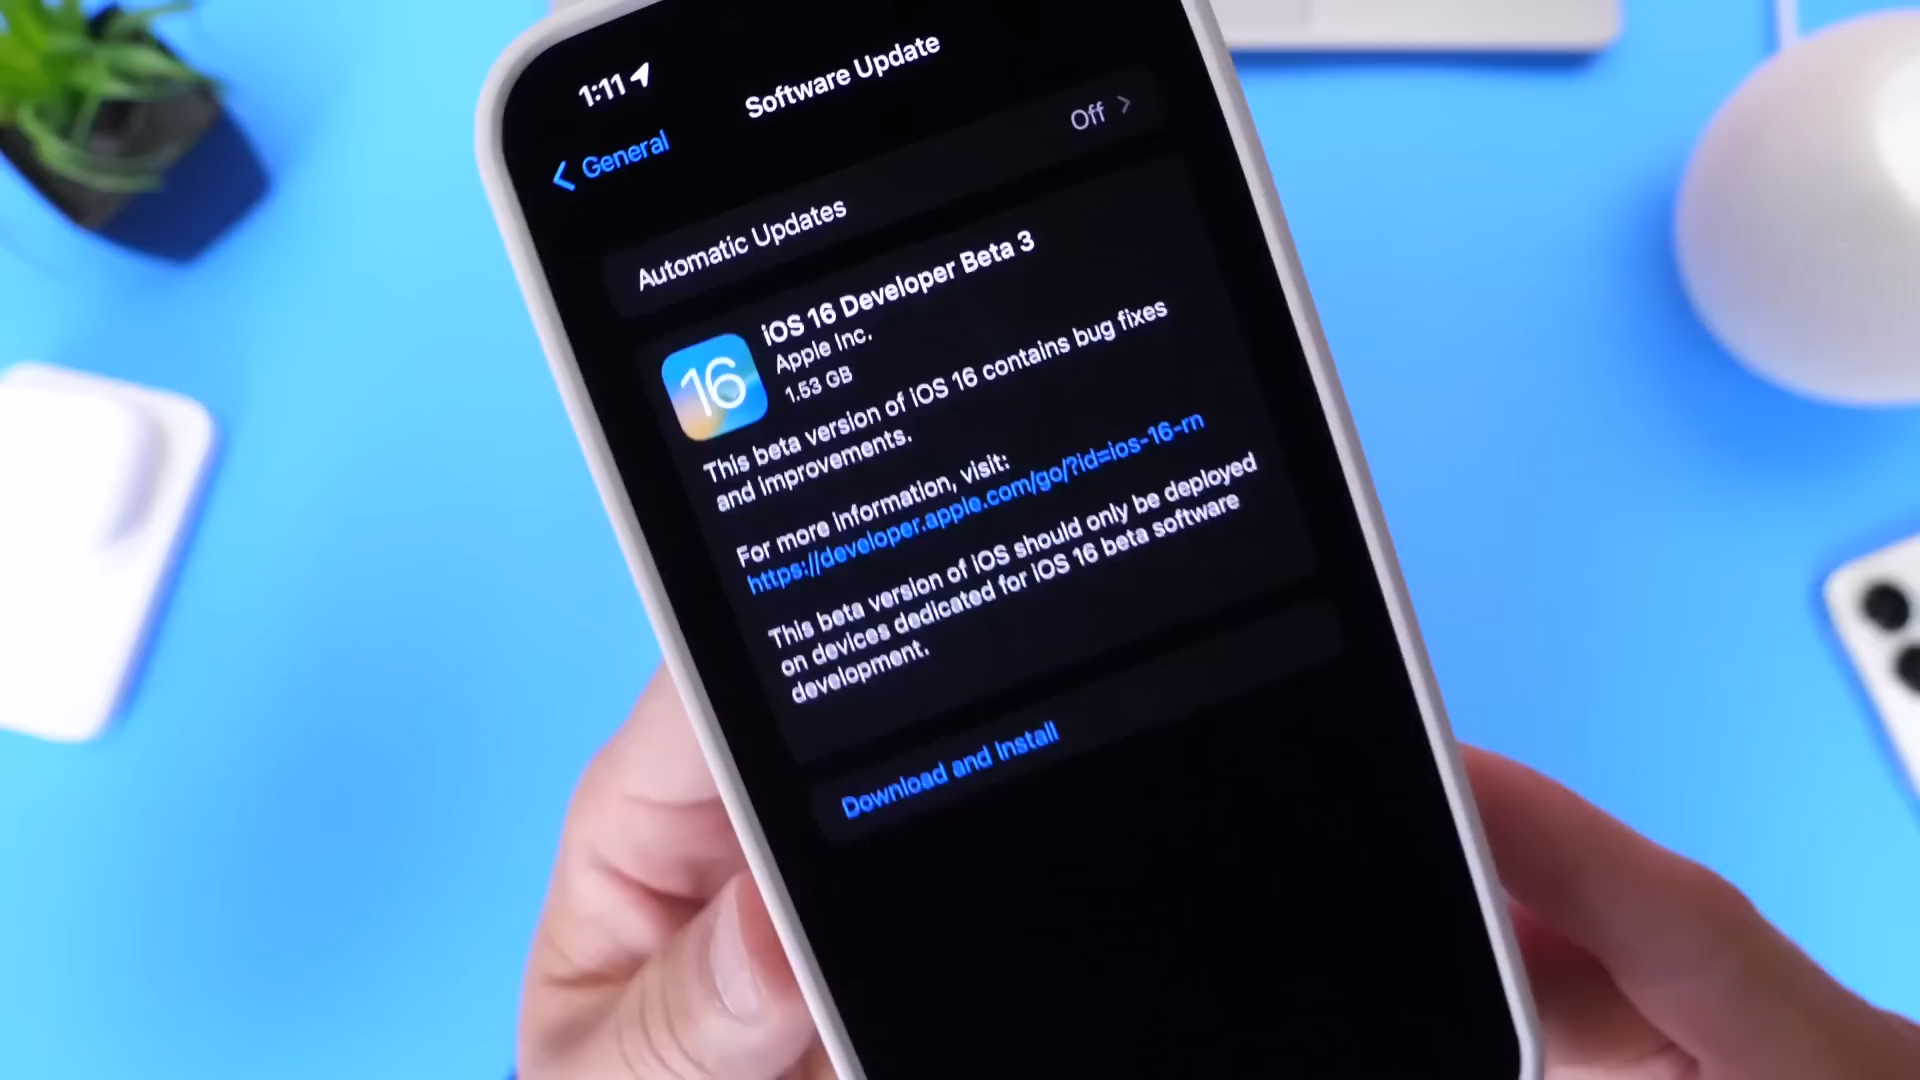 1:11
Software Update
General
Automatic Updates
Off
16
iOS 16 Developer Beta 3
Apple Inc.
1.53 GB
This beta version of iOS 16 contains bug fixes
and improvements.
For more information, visit:
https://developer.apple.com/go/?id=ios-16-rn
This beta version of iOS should only be deployed
on devices dedicated for iOS 16 beta software
development.
Download and Install